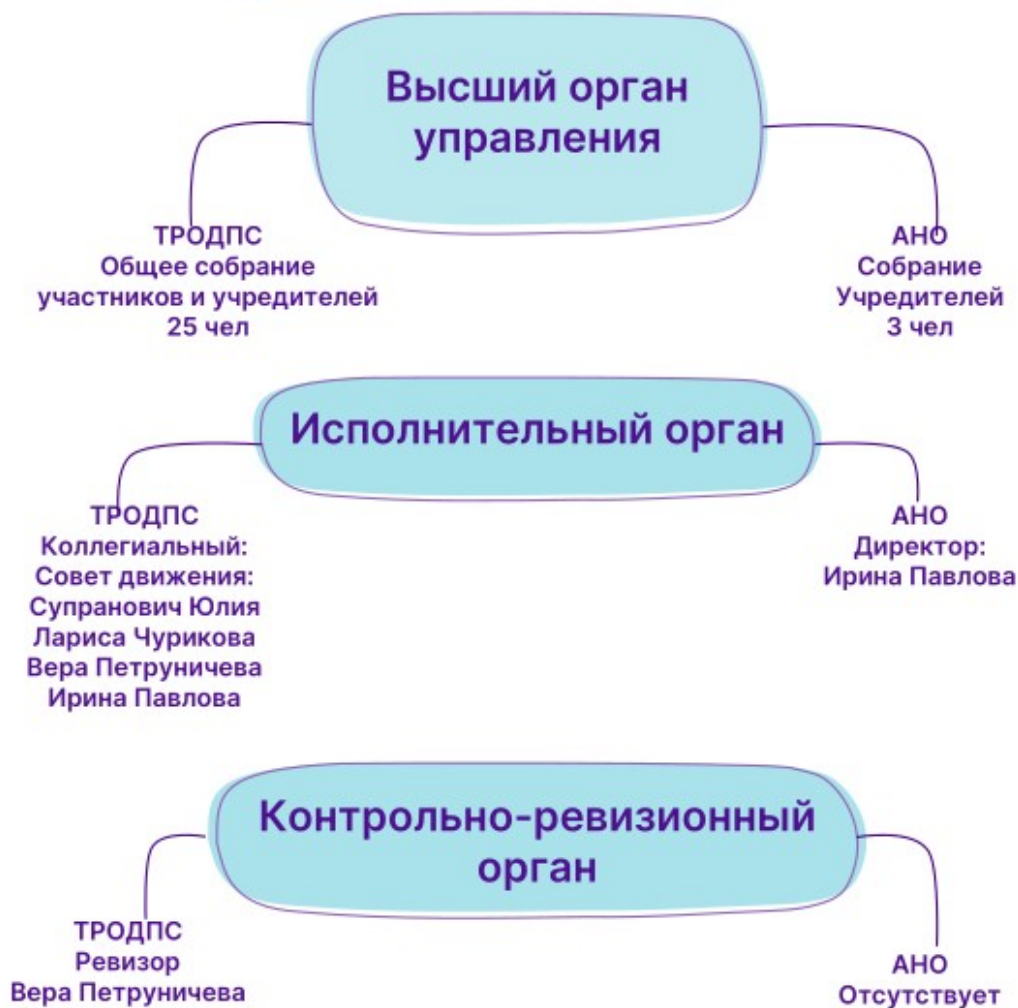 Высший орган
управления
ТРОДПС
Общее собрание
участников и учредителей
25 чел
АНО
Собрание
Учредителей
3 чел
Исполнительный орган
ТРОДПС
Коллегиальный:
Совет движения:
Супранович Юлия
Лариса Чурикова
Вера Петруничева
Ирина Павлова
АНО
Директор:
Ирина Павлова
Контрольно-ревизионный
орган
ТРОДПС
Ревизор
Вера Петруничева
АНО
Отсутствует